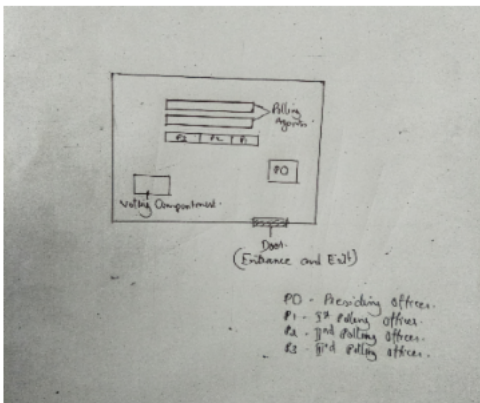 Polling
Agents
P3 P2 P1
PO
Voting Compartment.
Door.
(Entrance and Exit)
PO - Presiding Officer.
P1 - Ist Polling Officer.
P2 - IInd Polling Officer.
P3 - IIIrd Polling Officer.